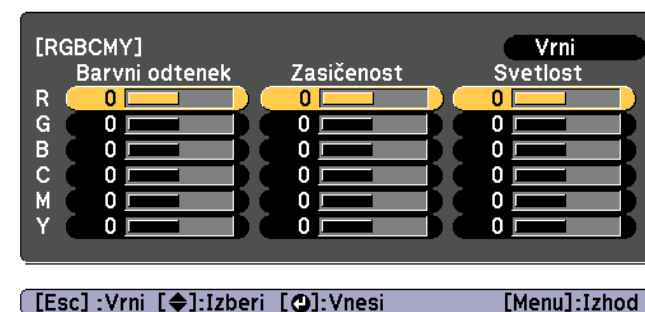 [RGBCMY] Vrni
Barvni odtenek Zasičenost Svetlost
R 0 0 0
G 0 0 0
B 0 0 0
C 0 0 0
M 0 0 0
Y 0 0 0
[Esc] :Vrni [◆]:Izberi [⏎]:Vnesi [Menu]:Izhod